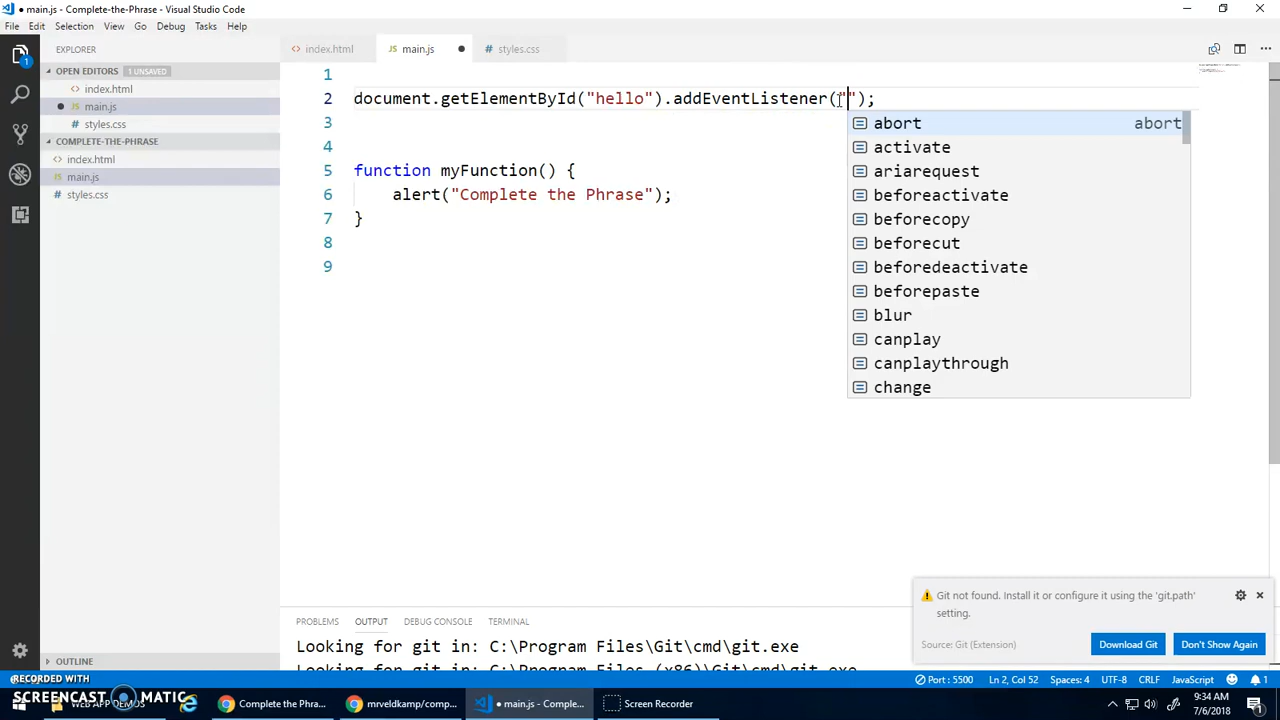 ● main.js - Complete-the-Phrase - Visual Studio Code
File Edit Selection View Go Debug Tasks Help
EXPLORER
OPEN EDITORS 1 UNSAVED
index.html
● main.js
styles.css
COMPLETE-THE-PHRASE
index.html
main.js
styles.css
OUTLINE
1
index.html main.js ● styles.css
1
2 document.getElementById("hello").addEventListener("");
3
4
5 function myFunction() {
6 alert("Complete the Phrase");
7 }
8
9
abort abort
activate
ariarequest
beforeactivate
beforecopy
beforecut
beforedeactivate
beforepaste
blur
canplay
canplaythrough
change
Git not found. Install it or configure it using the 'git.path'
setting.
Source: Git (Extension) Download Git Don't Show Again
PROBLEMS OUTPUT DEBUG CONSOLE TERMINAL
Looking for git in: C:\Program Files\Git\cmd\git.exe
Looking for git in: C:\Program Files (x86)\Git\cmd\git.exe
Port : 5500 Ln 2, Col 52 Spaces: 4 UTF-8 CRLF JavaScript 1
RECORDED WITH
SCREENCAST MATIC
WEB APP DEMOS
Complete the Phra...
mrveldkamp/comp...
● main.js - Comple...
Screen Recorder
9:34 AM
7/6/2018